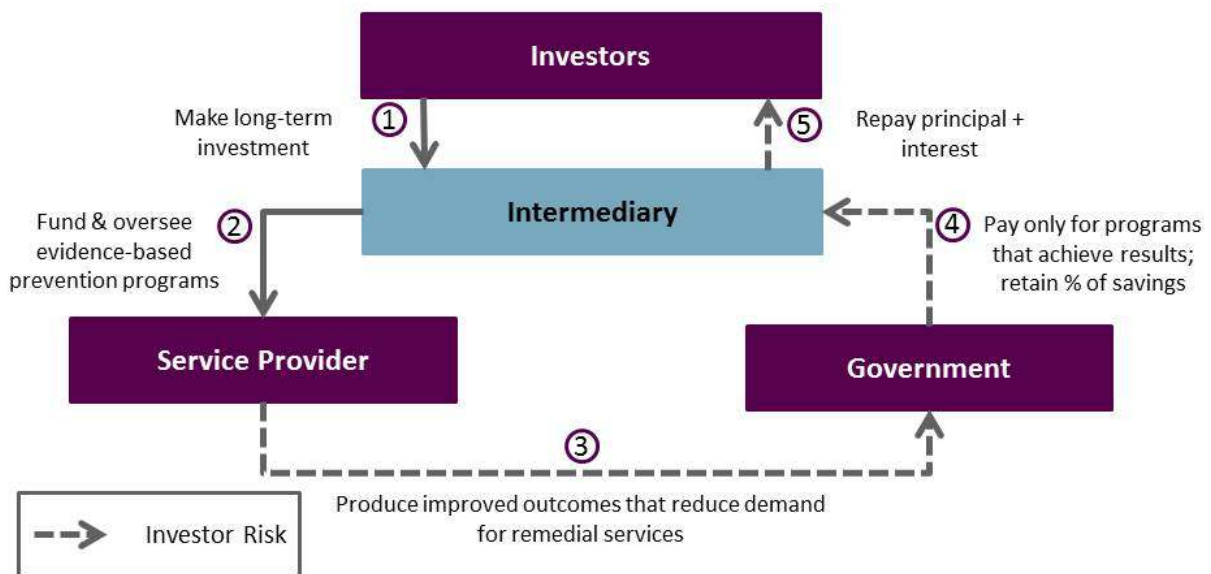 Investors
Make long-term
investment
1
5
Repay principal +
interest
Intermediary
Fund & oversee
evidence-based
prevention programs
2
4
Pay only for programs
that achieve results;
retain % of savings
Service Provider
Government
3
Produce improved outcomes that reduce demand
for remedial services
Investor Risk